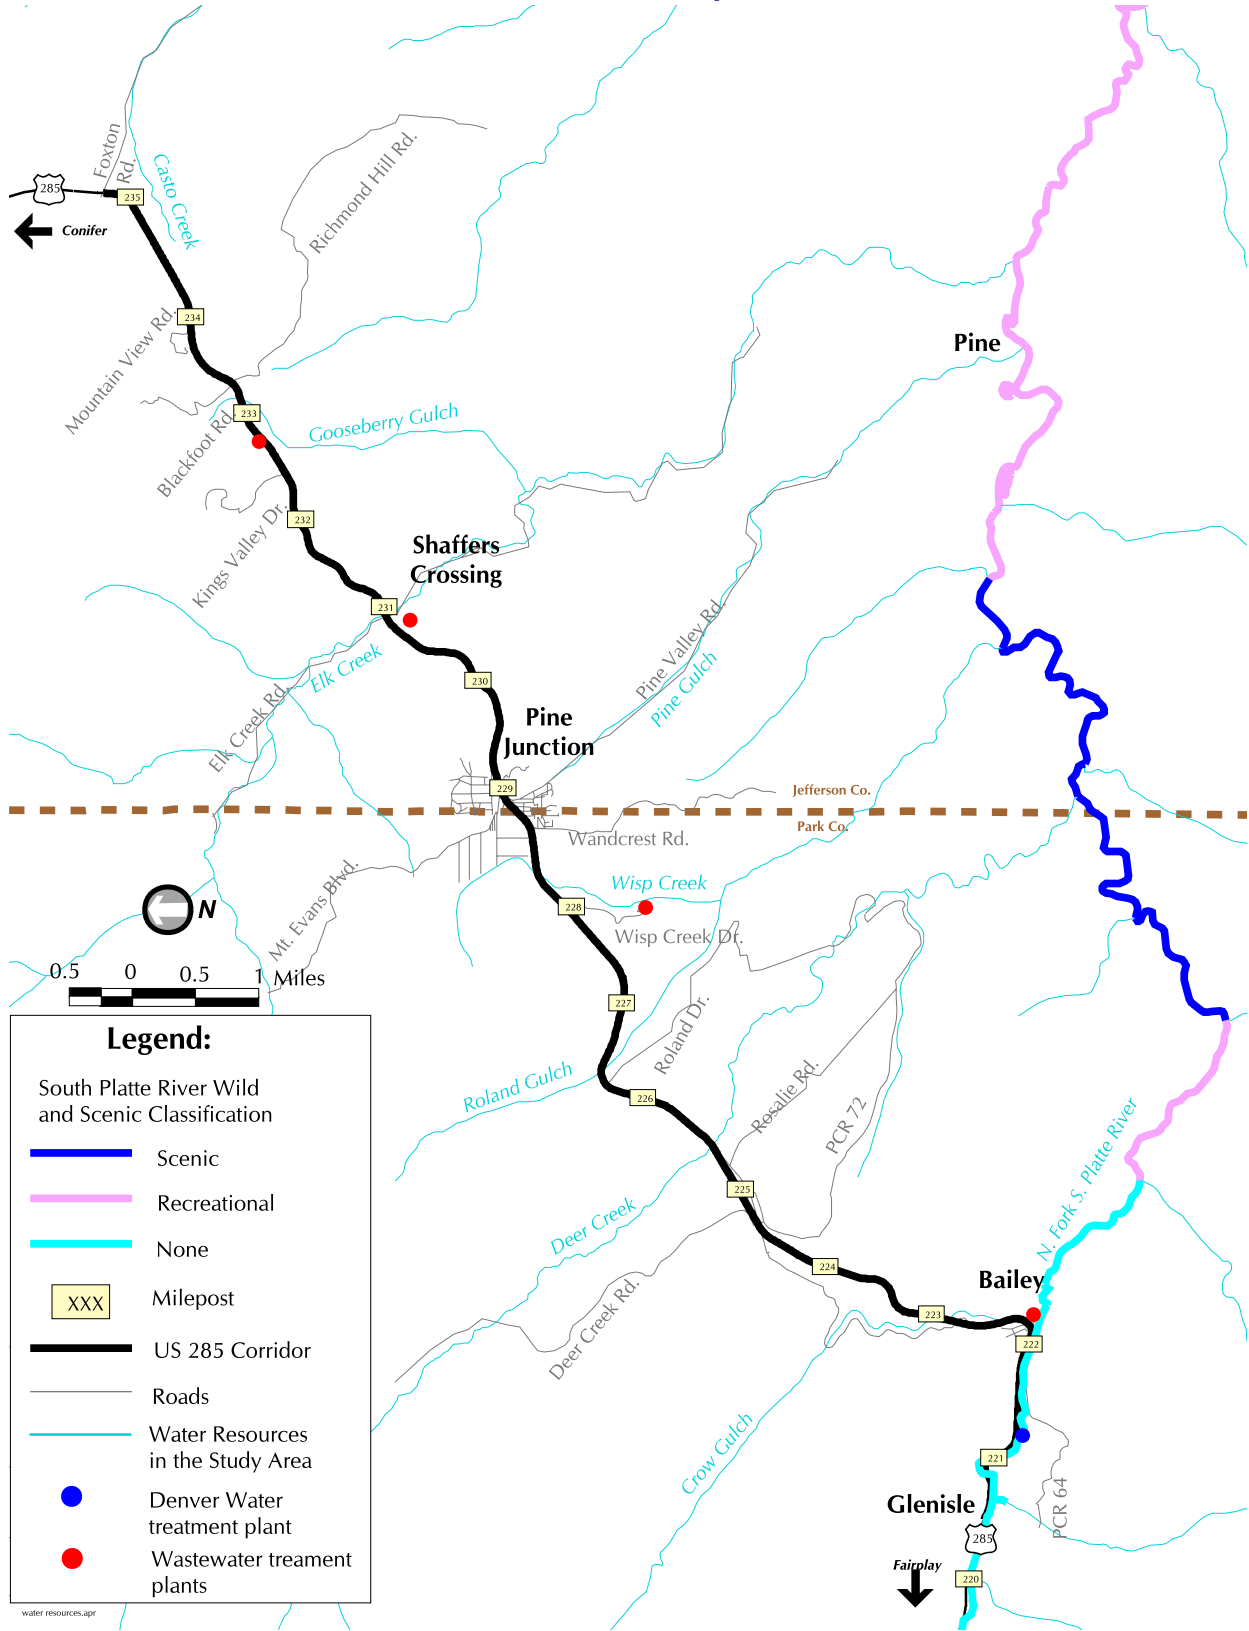 Foxton
Rd.
285
235
Conifer
Casto Creek
Richmond Hill Rd.
234
Mountain View Rd.
Pine
233
Blackfoot Rd.
Gooseberry Gulch
232
Kings Valley Dr.
Shaffers
Crossing
231
Elk Creek
230
Elk Creek Rd.
Pine Valley Rd.
Pine Gulch
Pine
Junction
229
Jefferson Co.
Park Co.
Wandcrest Rd.
Mt. Evans Blvd.
Wisp Creek
228
N
Wisp Creek Dr.
0.5 0 0.5 1 Miles
227
Roland Dr.
Roland Gulch
226
Rosalie Rd.
PCR 72
N. Fork S. Platte River
225
Deer Creek
224
Bailey
Deer Creek Rd.
223
222
Crow Gulch
221
Glenisle
PCR 64
285
Fairplay
220
Legend:
South Platte River Wild
and Scenic Classification
Scenic
Recreational
None
XXX Milepost
US 285 Corridor
Roads
Water Resources
in the Study Area
Denver Water
treatment plant
Wastewater treament
plants
water resources.apr